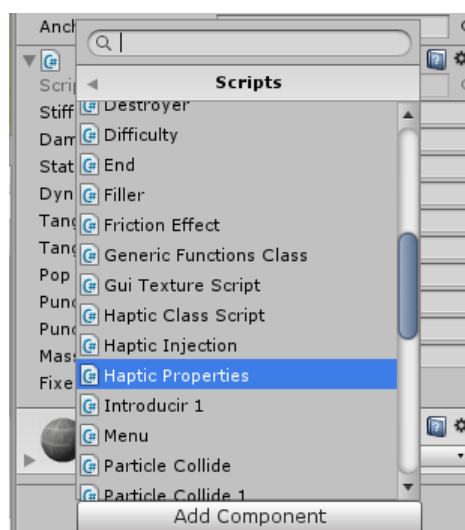 Anch
Scripts
Scri
Destroyer
Stiff
Difficulty
Dam
End
Stat
Filler
Dyn
Friction Effect
Tang
Generic Functions Class
Tang
Gui Texture Script
Pop
Haptic Class Script
Punc
Haptic Injection
Punc
Haptic Properties
Mass
Introducir 1
Fixe
Menu
Particle Collide
Particle Collide 1
Add Component